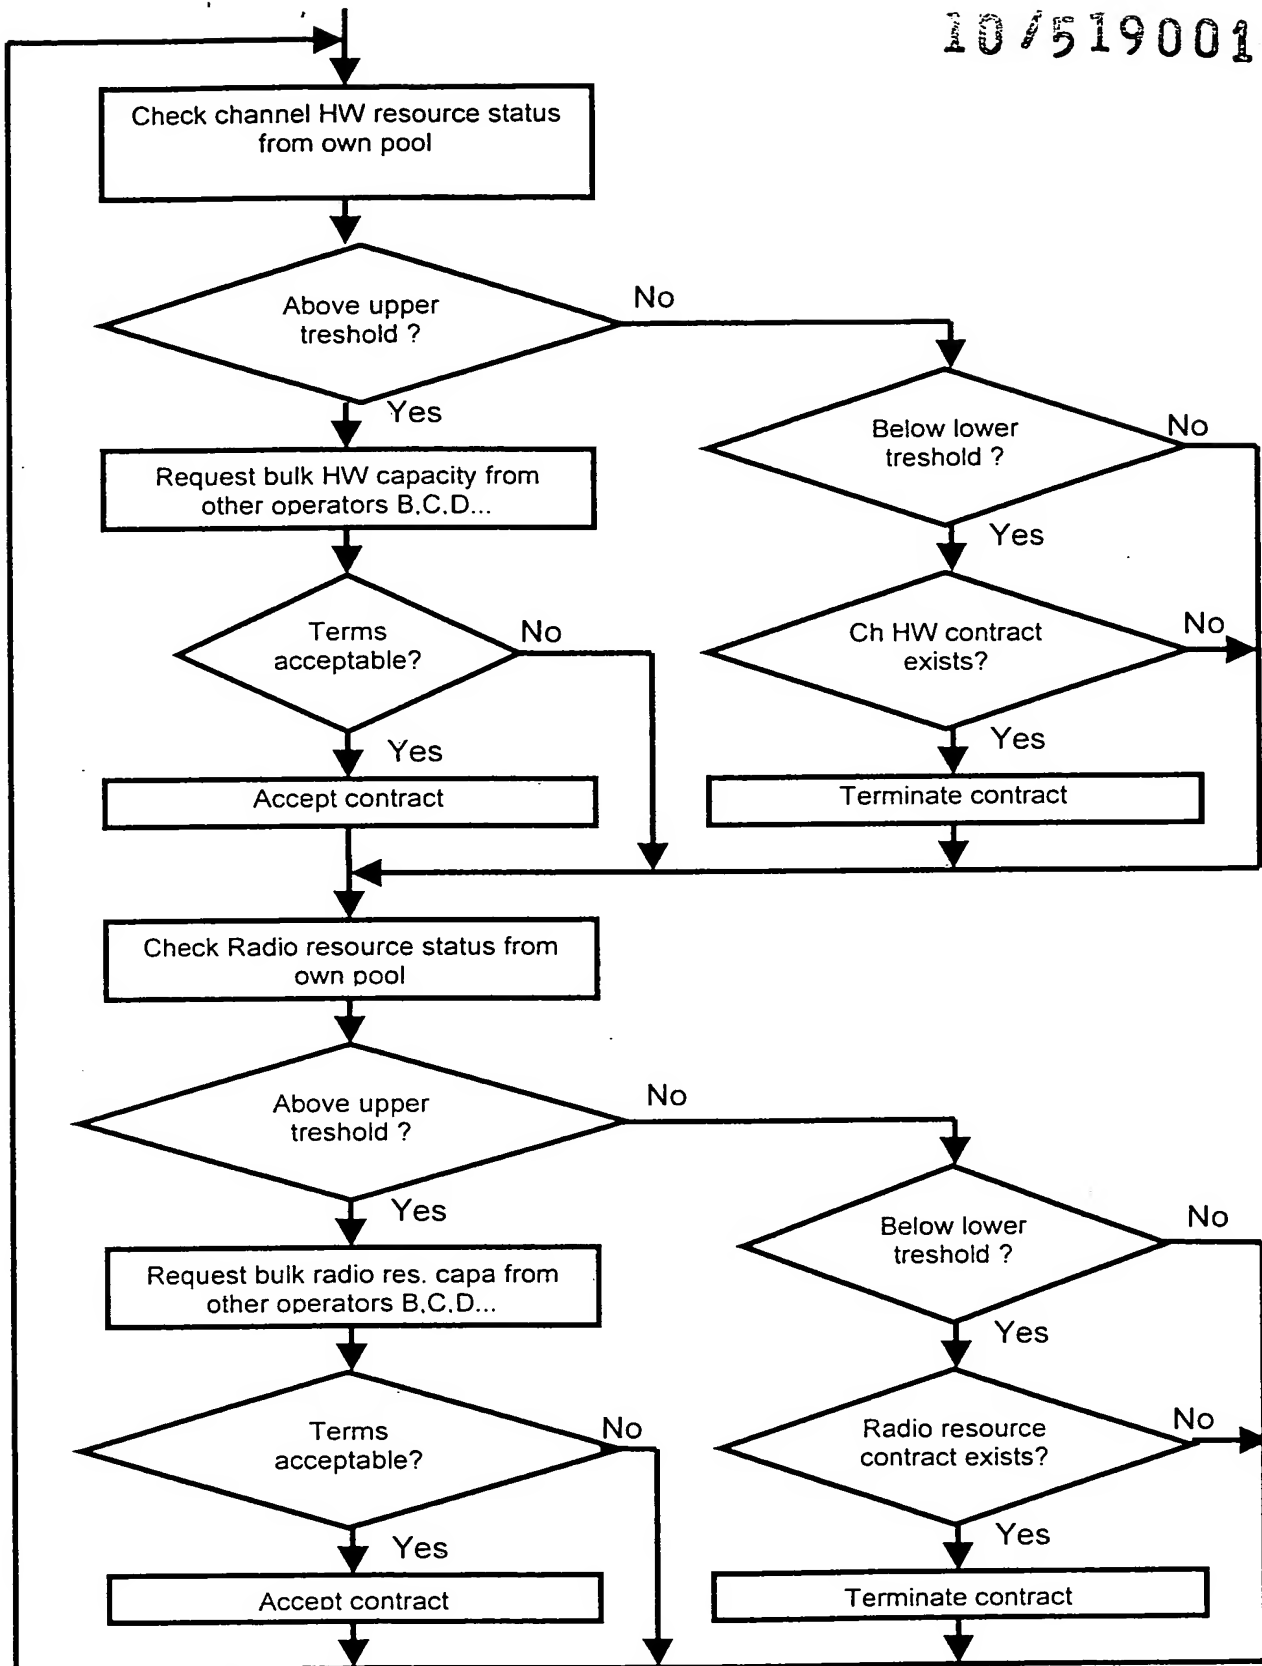 10/519001
Check channel HW resource status
from own pool
Above upper
treshold ?
No
Yes
Below lower
treshold ?
No
Request bulk HW capacity from
other operators B,C,D...
Yes
Terms
acceptable?
No
Ch HW contract
exists?
No
Yes
Yes
Accept contract
Terminate contract
Check Radio resource status from
own pool
Above upper
treshold ?
No
Yes
Below lower
treshold ?
No
Request bulk radio res. capa from
other operators B,C,D...
Yes
Terms
acceptable?
No
Radio resource
contract exists?
No
Yes
Yes
Accept contract
Terminate contract